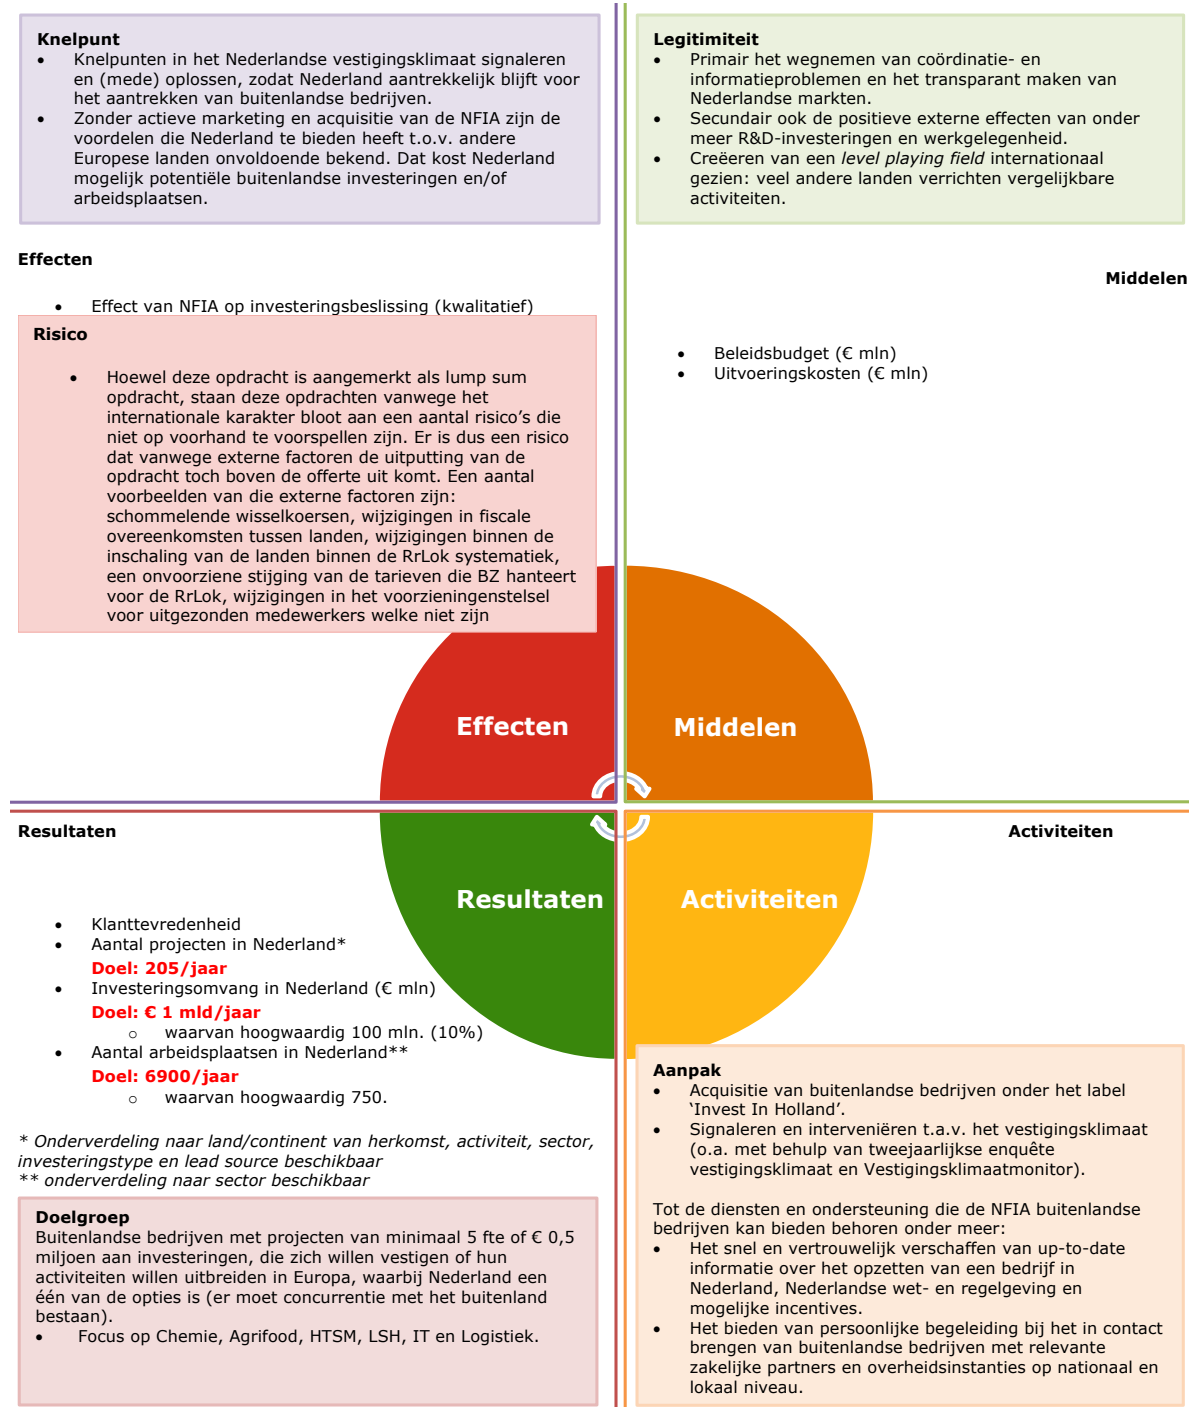 Knelpunt
• Knelpunten in het Nederlandse vestigingsklimaat signaleren
en (mede) oplossen, zodat Nederland aantrekkelijk blijft voor
het aantrekken van buitenlandse bedrijven.
• Zonder actieve marketing en acquisitie van de NFIA zijn de
voordelen die Nederland te bieden heeft t.o.v. andere
Europese landen onvoldoende bekend. Dat kost Nederland
mogelijk potentiële buitenlandse investeringen en/of
arbeidsplaatsen.
Legitimiteit
• Primair het wegnemen van coördinatie- en
informatieproblemen en het transparant maken van
Nederlandse markten.
• Secundair ook de positieve externe effecten van onder
meer R&D-investeringen en werkgelegenheid.
• Creëeren van een level playing field internationaal
gezien: veel andere landen verrichten vergelijkbare
activiteiten.
Effecten
• Effect van NFIA op investeringsbeslissing (kwalitatief)
Risico
• Hoewel deze opdracht is aangemerkt als lump sum
opdracht, staan deze opdrachten vanwege het
internationale karakter bloot aan een aantal risico’s die
niet op voorhand te voorspellen zijn. Er is dus een risico
dat vanwege externe factoren de uitputting van de
opdracht toch boven de offerte uit komt. Een aantal
voorbeelden van die externe factoren zijn:
schommelende wisselkoersen, wijzigingen in fiscale
overeenkomsten tussen landen, wijzigingen binnen de
inschaling van de landen binnen de RrLok systematiek,
een onvoorziene stijging van de tarieven die BZ hanteert
voor de RrLok, wijzigingen in het voorzieningenstelsel
voor uitgezonden medewerkers welke niet zijn
Middelen
• Beleidsbudget (€ mln)
• Uitvoeringskosten (€ mln)
Effecten
Middelen
Resultaten
Activiteiten
Resultaten
• Klanttevredenheid
• Aantal projecten in Nederland*
Doel: 205/jaar
• Investeringsomvang in Nederland (€ mln)
Doel: € 1 mld/jaar
o waarvan hoogwaardig 100 mln. (10%)
• Aantal arbeidsplaatsen in Nederland**
Doel: 6900/jaar
o waarvan hoogwaardig 750.
* Onderverdeling naar land/continent van herkomst, activiteit, sector,
investeringstype en lead source beschikbaar
** onderverdeling naar sector beschikbaar
Doelgroep
Buitenlandse bedrijven met projecten van minimaal 5 fte of € 0,5
miljoen aan investeringen, die zich willen vestigen of hun
activiteiten willen uitbreiden in Europa, waarbij Nederland een
één van de opties is (er moet concurrentie met het buitenland
bestaan).
• Focus op Chemie, Agrifood, HTSM, LSH, IT en Logistiek.
Activiteiten
Aanpak
• Acquisitie van buitenlandse bedrijven onder het label
‘Invest In Holland’.
• Signaleren en interveniëren t.a.v. het vestigingsklimaat
(o.a. met behulp van tweejaarlijkse enquête
vestigingsklimaat en Vestigingsklimaatmonitor).
Tot de diensten en ondersteuning die de NFIA buitenlandse
bedrijven kan bieden behoren onder meer:
• Het snel en vertrouwelijk verschaffen van up-to-date
informatie over het opzetten van een bedrijf in
Nederland, Nederlandse wet- en regelgeving en
mogelijke incentives.
• Het bieden van persoonlijke begeleiding bij het in contact
brengen van buitenlandse bedrijven met relevante
zakelijke partners en overheidsinstanties op nationaal en
lokaal niveau.